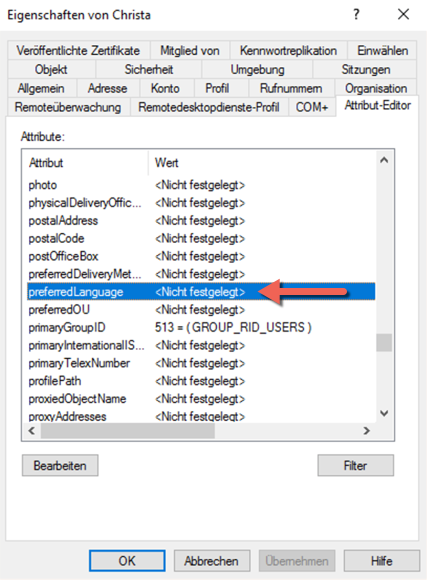 Eigenschaften von Christa ? ×
Veröffentlichte Zertifikate Mitglied von Kennwortreplikation Einwählen
Objekt Sicherheit Umgebung Sitzungen
Allgemein Adresse Konto Profil Rufnummern Organisation
Remoteüberwachung Remotedesktopdienste-Profil COM+ Attribut-Editor
Attribute:
Attribut Wert
photo <Nicht festgelegt>
physicalDeliveryOffic... <Nicht festgelegt>
postalAddress <Nicht festgelegt>
postalCode <Nicht festgelegt>
postOfficeBox <Nicht festgelegt>
preferredDeliveryMet... <Nicht festgelegt>
preferredLanguage <Nicht festgelegt>
preferredOU <Nicht festgelegt>
primaryGroupID 513 = ( GROUP_RID_USERS )
primaryInternationalIS... <Nicht festgelegt>
primaryTelexNumber <Nicht festgelegt>
profilePath <Nicht festgelegt>
proxiedObjectName <Nicht festgelegt>
proxyAddresses <Nicht festgelegt>
Bearbeiten Filter
OK Abbrechen Übernehmen Hilfe